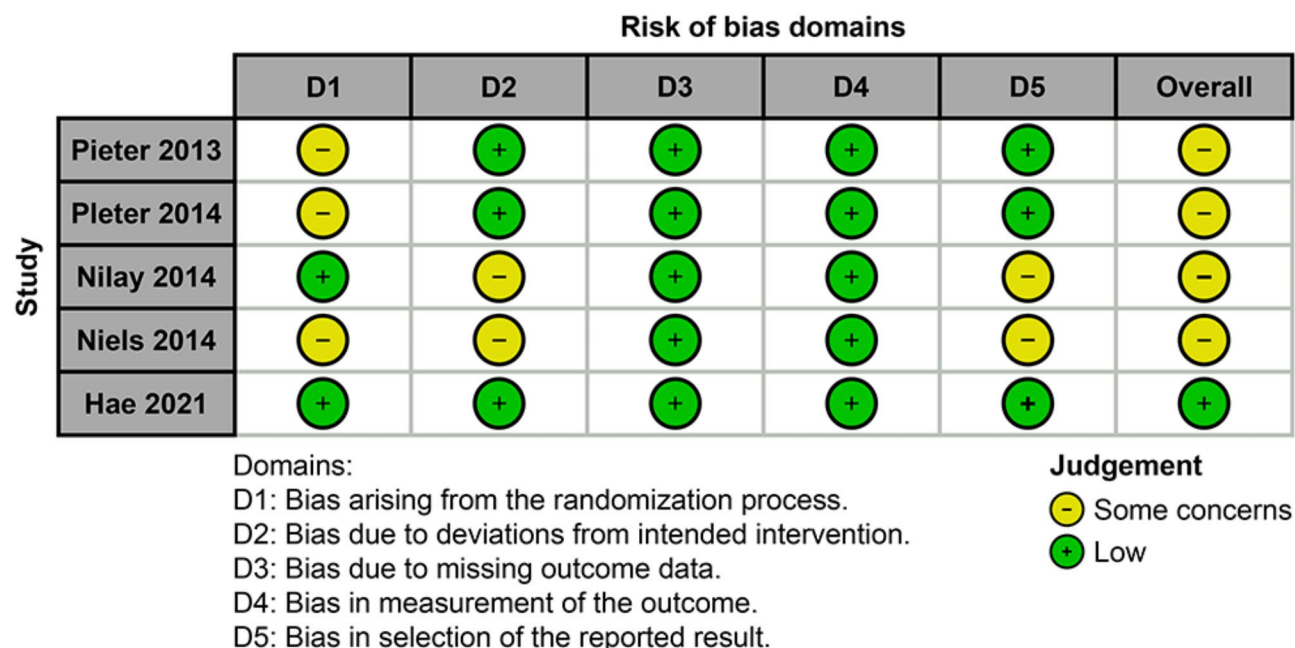 Risk of bias domains
D1 D2 D3 D4 D5 Overall
Study
Pieter 2013 - + + + + -
Pleter 2014 - + + + + -
Nilay 2014 + - + + - -
Niels 2014 - - + + - -
Hae 2021 + + + + + +
Domains:
D1: Bias arising from the randomization process.
D2: Bias due to deviations from intended intervention.
D3: Bias due to missing outcome data.
D4: Bias in measurement of the outcome.
D5: Bias in selection of the reported result.
Judgement
- Some concerns
+ Low